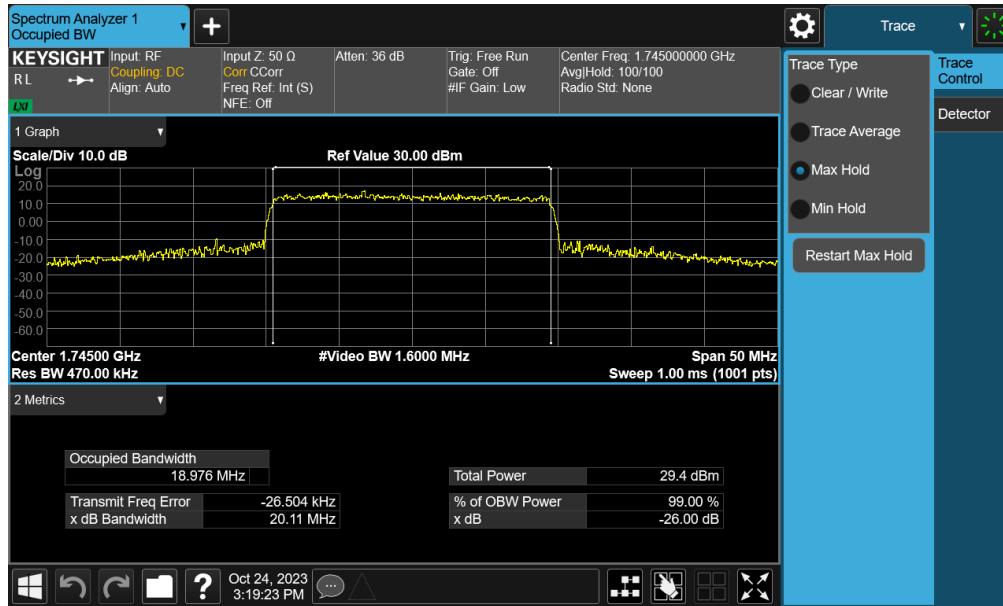 Spectrum Analyzer 1
Occupied BW
Trace
KEYSIGHT
R L
LXI
Input: RF
Coupling: DC
Align: Auto
Input Z: 50 Ω
Corr CCorr
Freq Ref: Int (S)
NFE: Off
Atten: 36 dB
Trig: Free Run
Gate: Off
#IF Gain: Low
Center Freq: 1.745000000 GHz
Avg|Hold: 100/100
Radio Std: None
1 Graph
Scale/Div 10.0 dB
Ref Value 30.00 dBm
Log
20.0
10.0
0.00
-10.0
-20.0
-30.0
-40.0
-50.0
-60.0
Center 1.74500 GHz
#Video BW 1.6000 MHz
Span 50 MHz
Res BW 470.00 kHz
Sweep 1.00 ms (1001 pts)
2 Metrics
Occupied Bandwidth
18.976 MHz
Total Power 29.4 dBm
Transmit Freq Error -26.504 kHz
% of OBW Power 99.00 %
x dB Bandwidth 20.11 MHz
x dB -26.00 dB
Trace Type
Clear / Write
Trace Average
Max Hold
Min Hold
Restart Max Hold
Trace
Control
Detector
?
Oct 24, 2023
3:19:23 PM